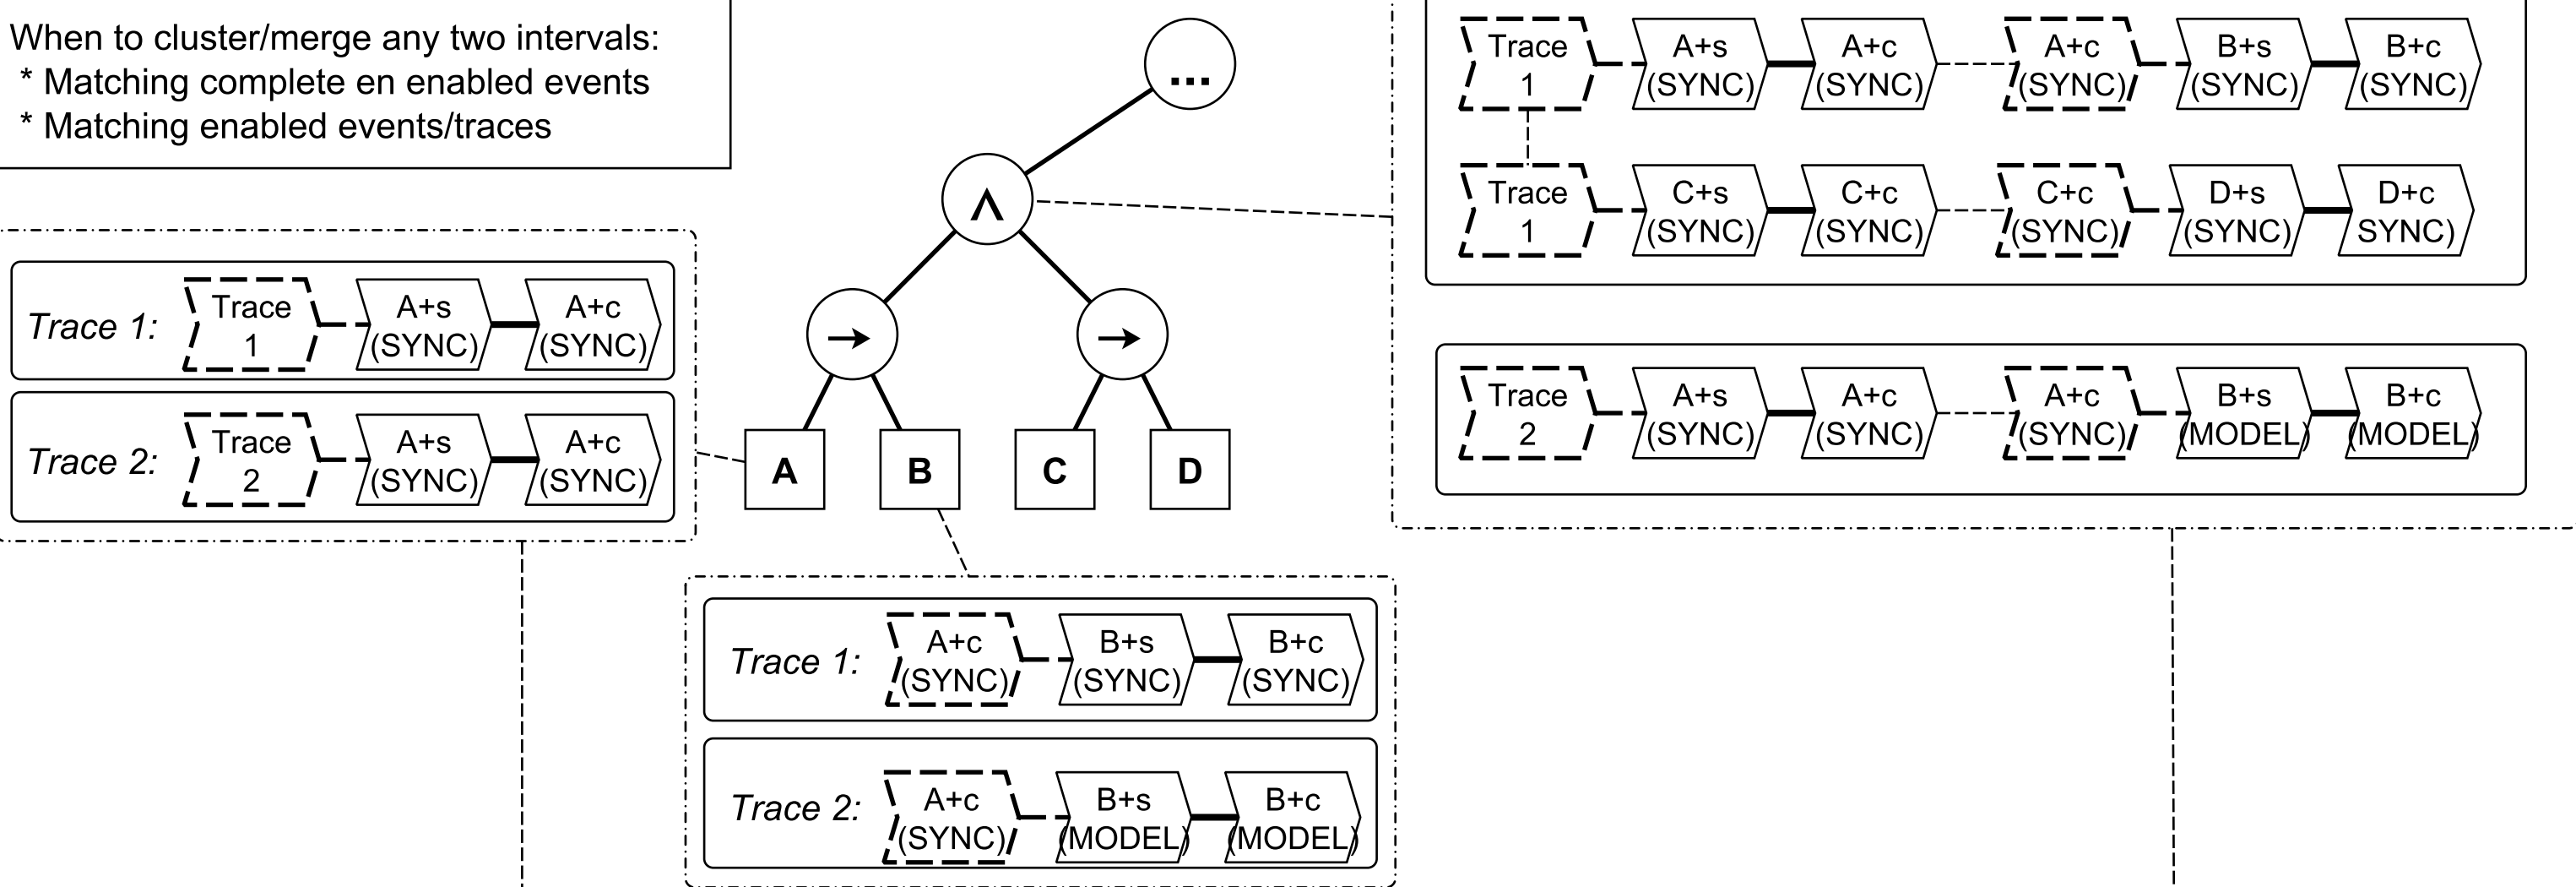 When to cluster/merge any two intervals:
* Matching complete en enabled events
* Matching enabled events/traces
...
∧
→ →
A B C D
Trace 1:
Trace
1
A+s
(SYNC)
A+c
(SYNC)
Trace 2:
Trace
2
A+s
(SYNC)
A+c
(SYNC)
Trace 1:
A+c
(SYNC)
B+s
(SYNC)
B+c
(SYNC)
Trace 2:
A+c
(SYNC)
B+s
(MODEL)
B+c
(MODEL)
Trace
1
A+s
(SYNC)
A+c
(SYNC)
A+c
(SYNC)
B+s
(SYNC)
B+c
(SYNC)
Trace
1
C+s
(SYNC)
C+c
(SYNC)
C+c
(SYNC)
D+s
(SYNC)
D+c
SYNC)
Trace
2
A+s
(SYNC)
A+c
(SYNC)
A+c
(SYNC)
B+s
(MODEL)
B+c
(MODEL)